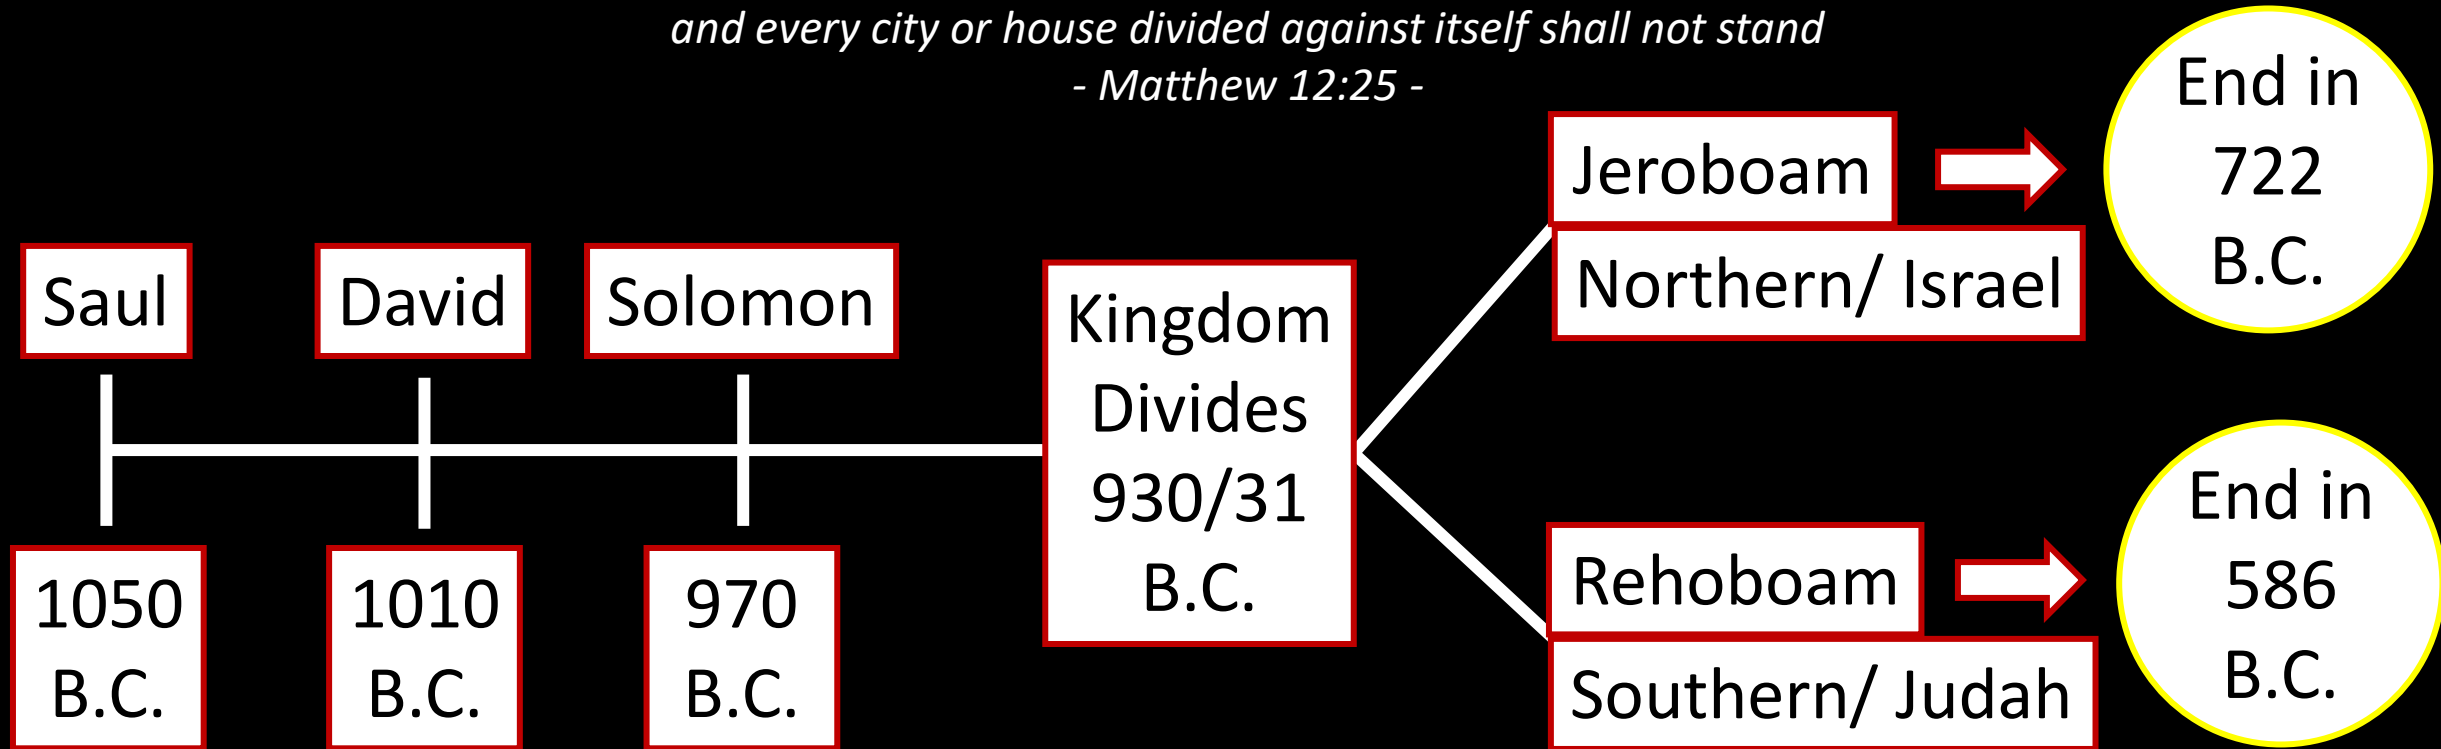 and every city or house divided against itself shall not stand
- Matthew 12:25 -
Saul
David
Solomon
1050
B.C.
1010
B.C.
970
B.C.
Kingdom
Divides
930/31
B.C.
Jeroboam
Northern/ Israel
End in
722
B.C.
Rehoboam
Southern/ Judah
End in
586
B.C.